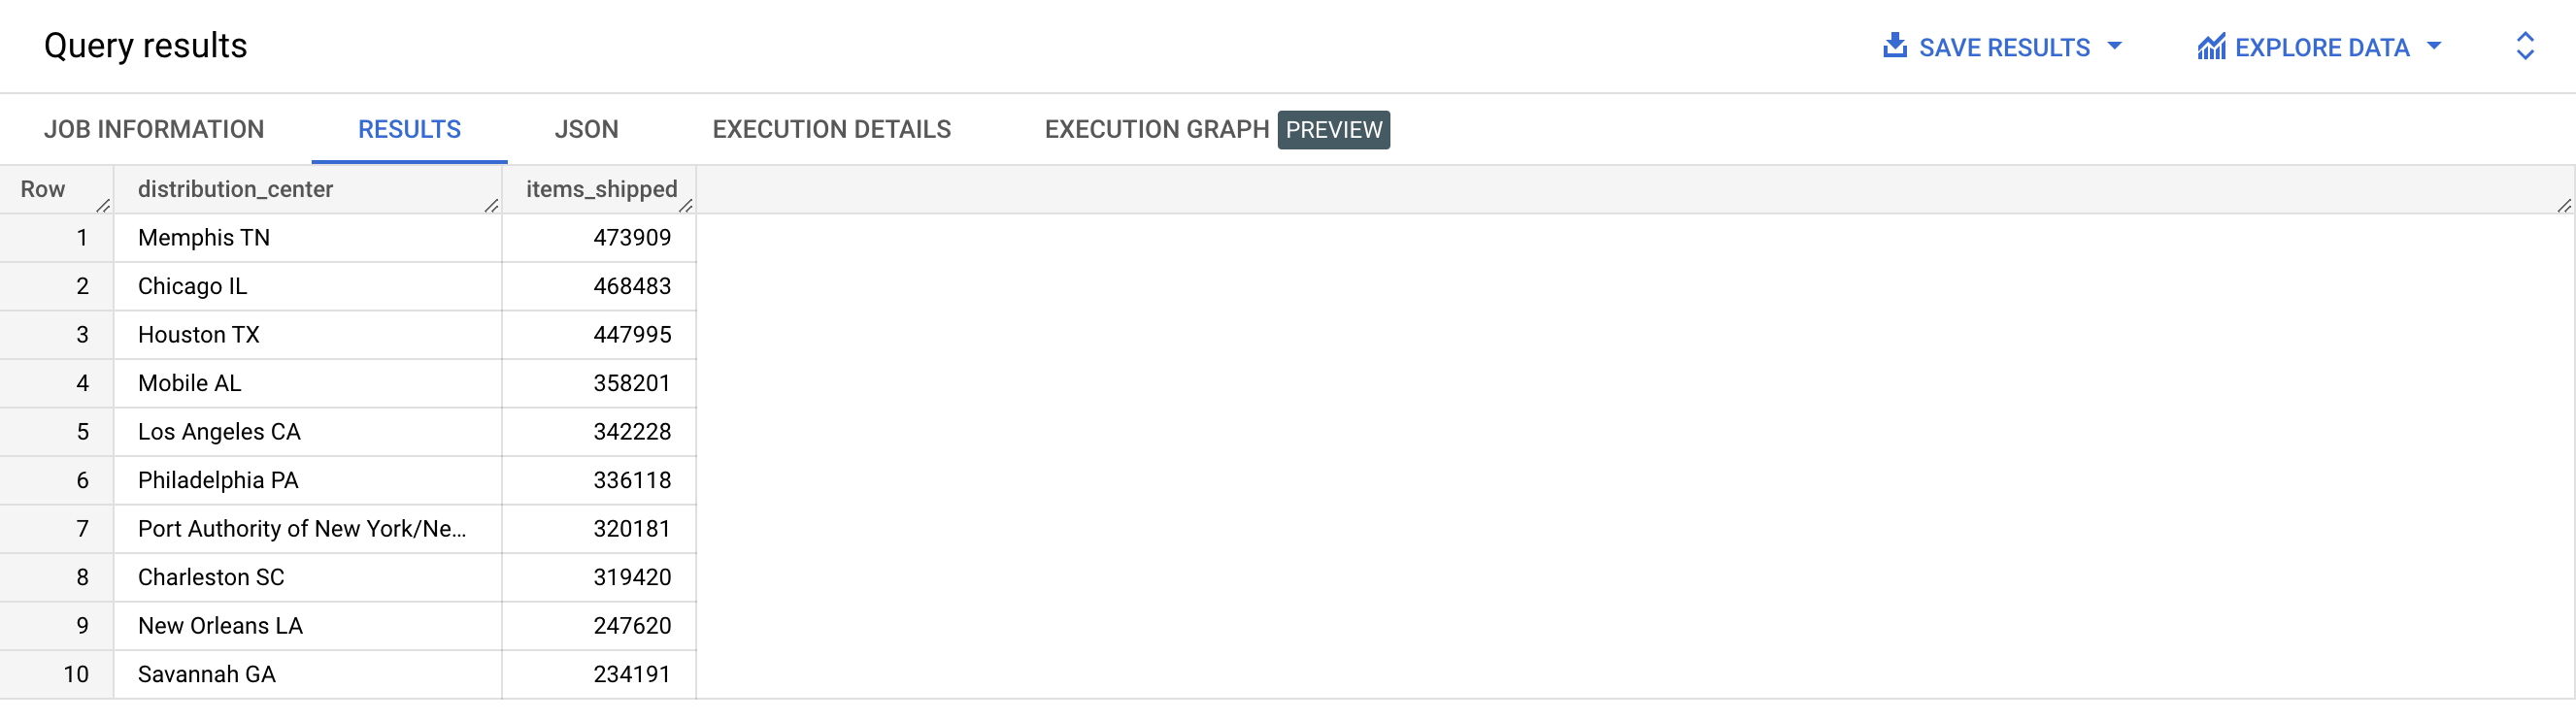 Query results SAVE RESULTS EXPLORE DATA
JOB INFORMATION RESULTS JSON EXECUTION DETAILS EXECUTION GRAPH PREVIEW
Row distribution_center items_shipped
1 Memphis TN 473909
2 Chicago IL 468483
3 Houston TX 447995
4 Mobile AL 358201
5 Los Angeles CA 342228
6 Philadelphia PA 336118
7 Port Authority of New York/Ne... 320181
8 Charleston SC 319420
9 New Orleans LA 247620
10 Savannah GA 234191